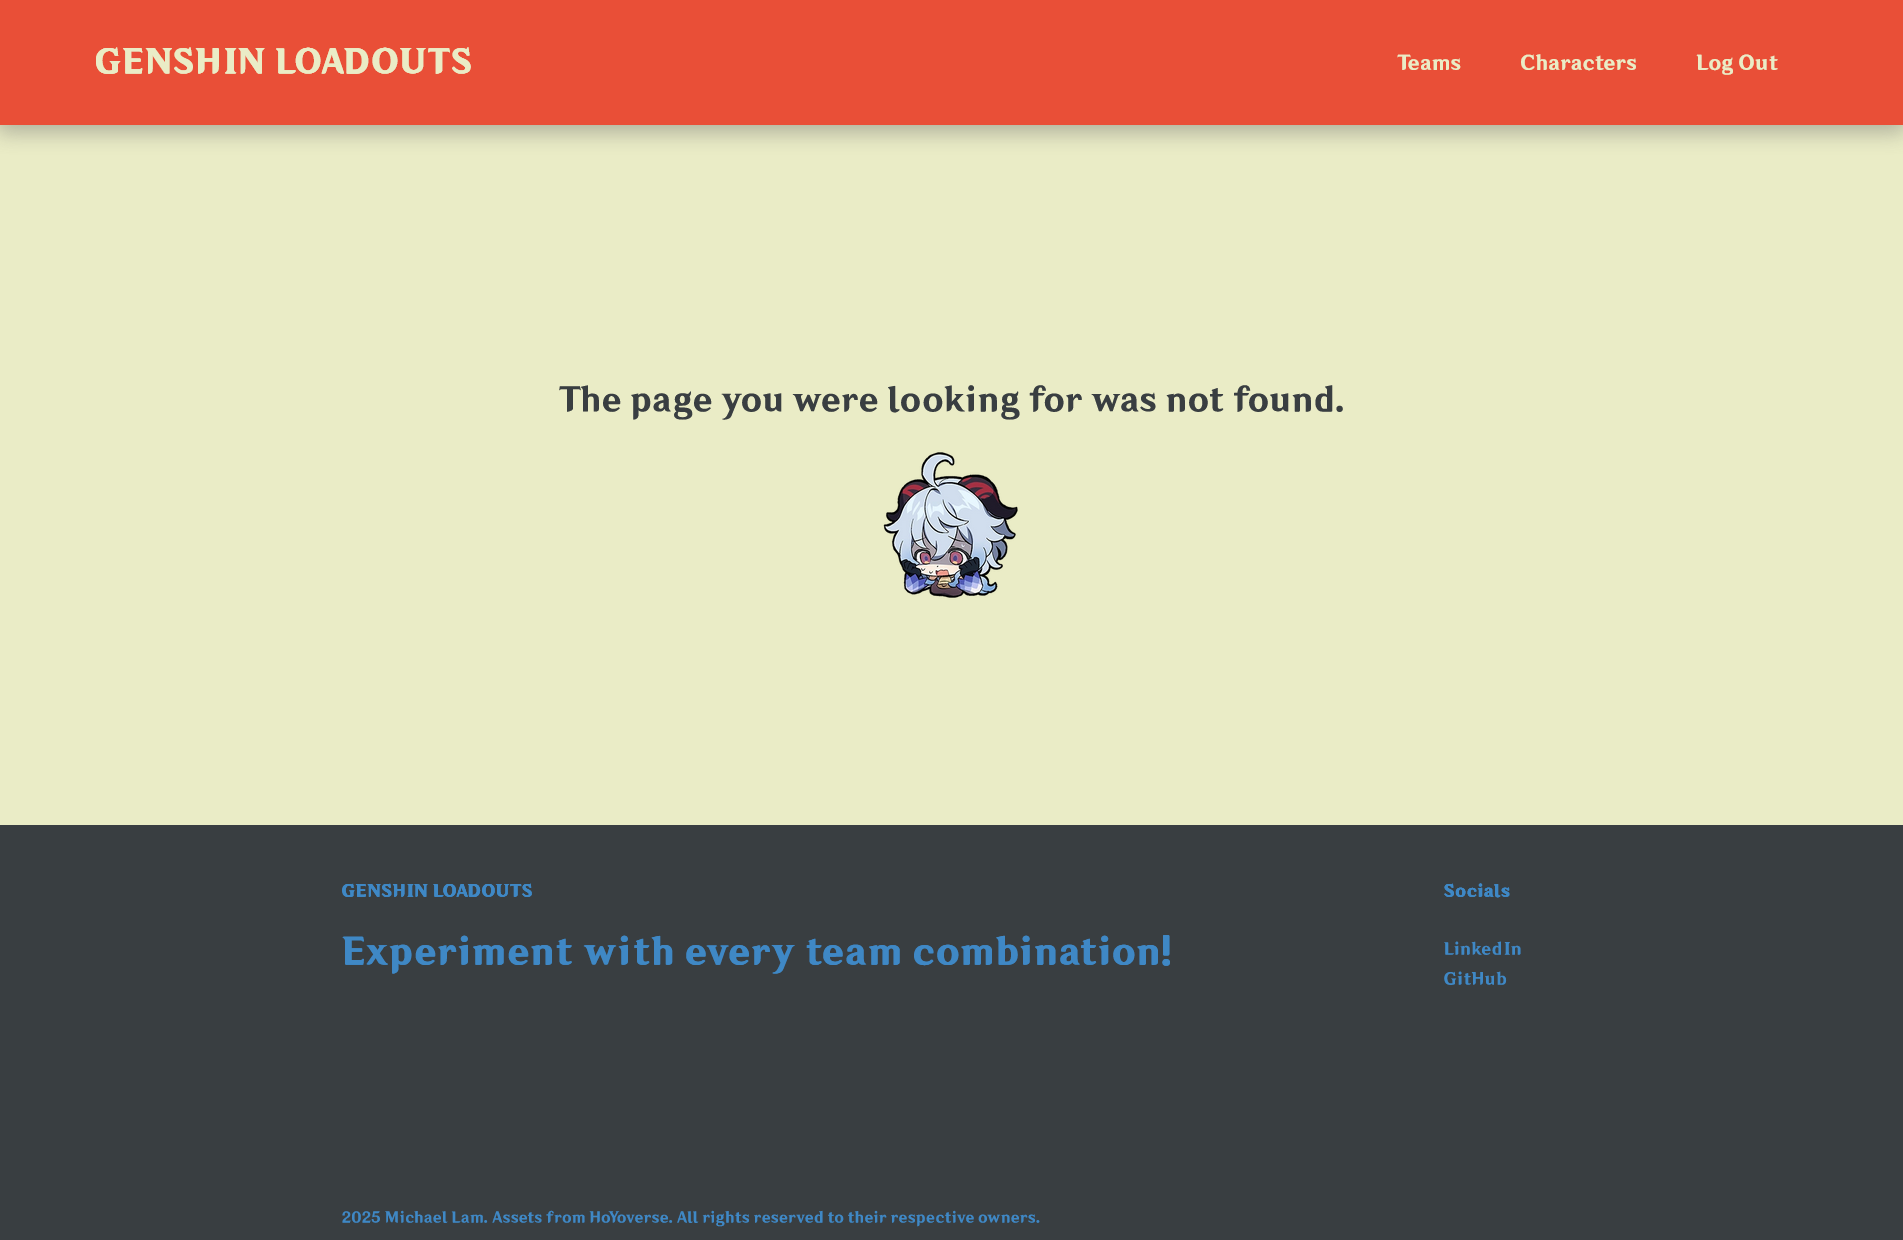 GENSHIN LOADOUTS
Teams
Characters
Log Out
The page you were looking for was not found.
GENSHIN LOADOUTS
Experiment with every team combination!
Socials
LinkedIn
GitHub
2025 Michael Lam. Assets from HoYoverse. All rights reserved to their respective owners.